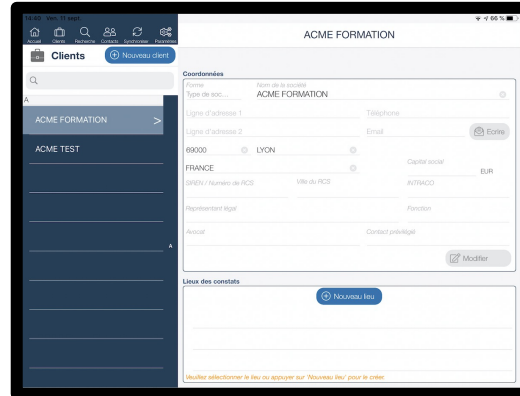 14:40 Ven. 11 sept.
66 %
Accueil Clients Recherche Contacts Synchroniser Paramètres
ACME FORMATION
Clients
Nouveau client
A
ACME FORMATION >
ACME TEST
A
Coordonnées
Forme
Nom de la société
Type de soc...
ACME FORMATION
Ligne d'adresse 1
Téléphone
Ligne d'adresse 2
Email
Ecrire
69000
LYON
FRANCE
Capital social
EUR
SIREN / Numéro de RCS
Ville du RCS
INTRACO
Représentant légal
Fonction
Avocat
Contact privilégié
Modifier
Lieux des constats
Nouveau lieu
Veuillez sélectionner le lieu ou appuyer sur 'Nouveau lieu' pour le créer.